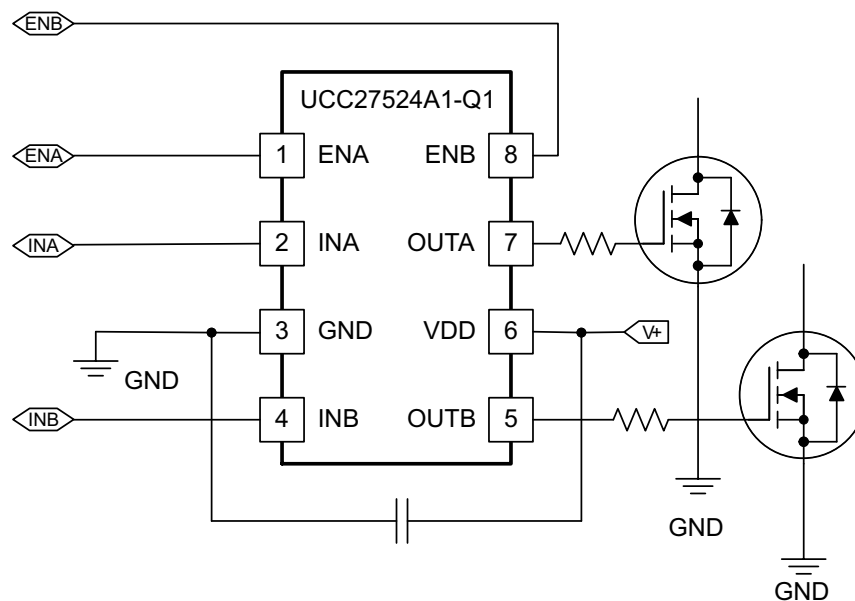 ENB
UCC27524A1-Q1
ENA
1
ENA
ENB
8
INA
2
INA
OUTA
7
3
GND
VDD
6
V+
GND
INB
4
INB
OUTB
5
GND
GND